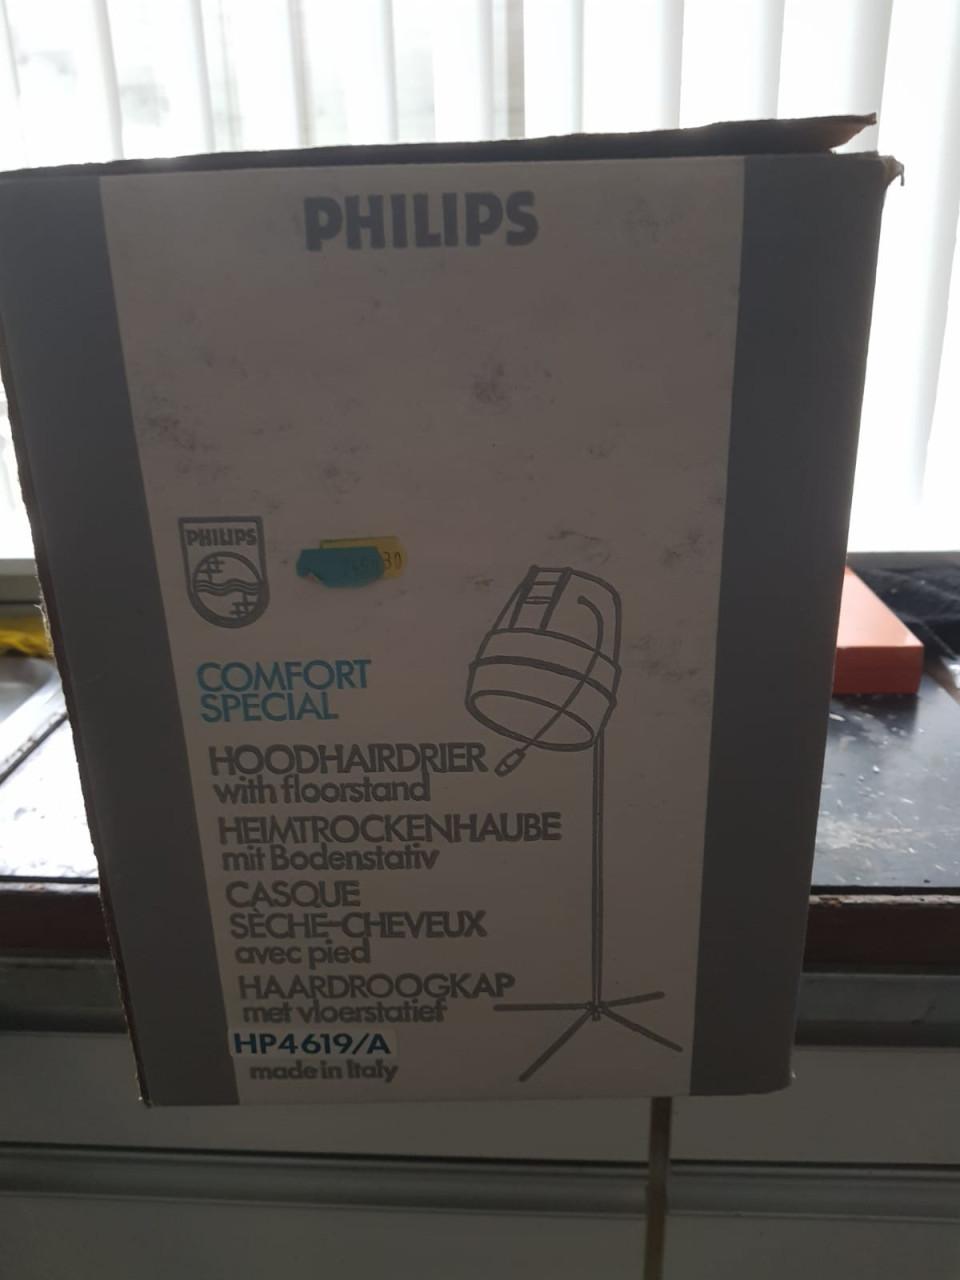 PHILIPS
PHILIPS
COMFORT
SPECIAL
HOODHAIRDRIER
with floorstand
HEIMTROCKENHAUBE
mit Bodenstativ
CASQUE
SÈCHE-CHEVEUX
avec pied
HAARDROOGKAP
met vloerstatief
HP4619/A
made in Italy